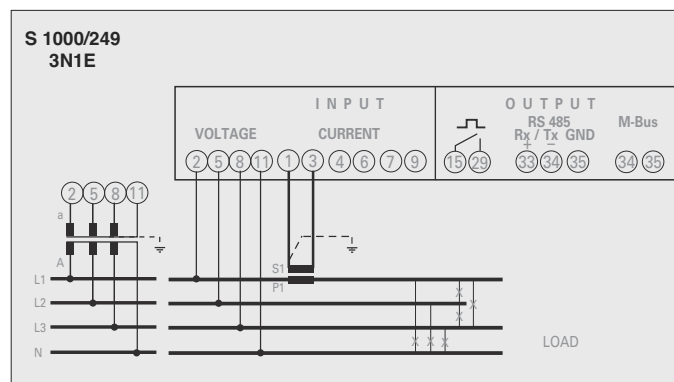 S 1000/249
3N1E
INPUT
OUTPUT
VOLTAGE
CURRENT
RS 485
Rx / Tx GND
+ −
M-Bus
2 5 8 11 1 3 4 6 7 9 15 29 33 34 35 34 35
2 5 8 11
a
A
S1
P1
L1
L2
L3
N
LOAD